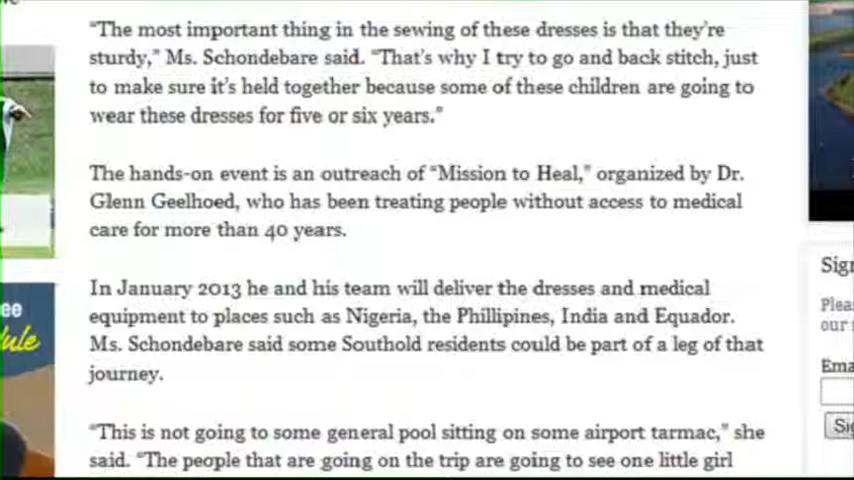 "The most important thing in the sewing of these dresses is that they're
sturdy," Ms. Schondebare said. "That's why I try to go and back stitch, just
to make sure it's held together because some of these children are going to
wear these dresses for five or six years."
The hands-on event is an outreach of "Mission to Heal," organized by Dr.
Glenn Geelhoed, who has been treating people without access to medical
care for more than 40 years.
In January 2013 he and his team will deliver the dresses and medical
equipment to places such as Nigeria, the Phillipines, India and Equador.
Ms. Schondebare said some Southold residents could be part of a leg of that
journey.
"This is not going to some general pool sitting on some airport tarmac," she
said. "The people that are going on the trip are going to see one little girl
ee
dule
Sign
Plea
our
Ema
Sig